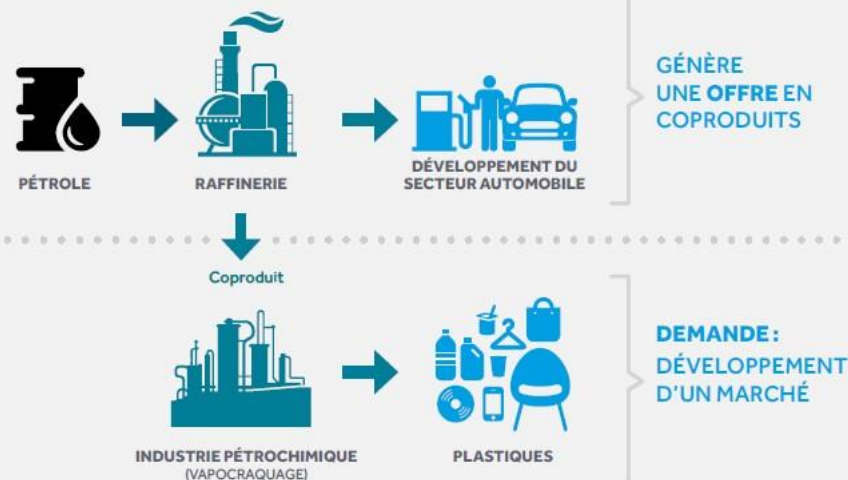 PÉTROLE
RAFFINERIE
DÉVELOPPEMENT DU
SECTEUR AUTOMOBILE
GÉNÈRE
UNE OFFRE EN
COPRODUITS
Coproduit
INDUSTRIE PÉTROCHIMIQUE
(VAPOCRAQUAGE)
PLASTIQUES
DEMANDE :
DÉVELOPPEMENT
D'UN MARCHÉ